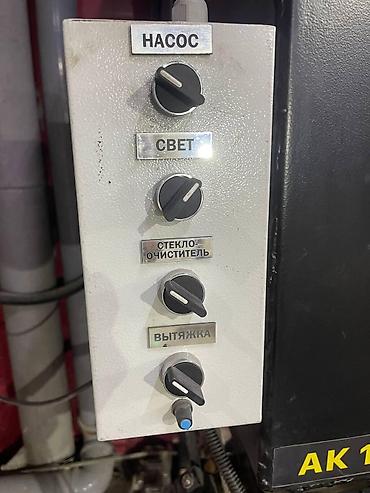 НАСОС
СВЕТ
СТЕКЛО-
ОЧИСТИТЕЛЬ
ВЫТЯЖКА
АК 1